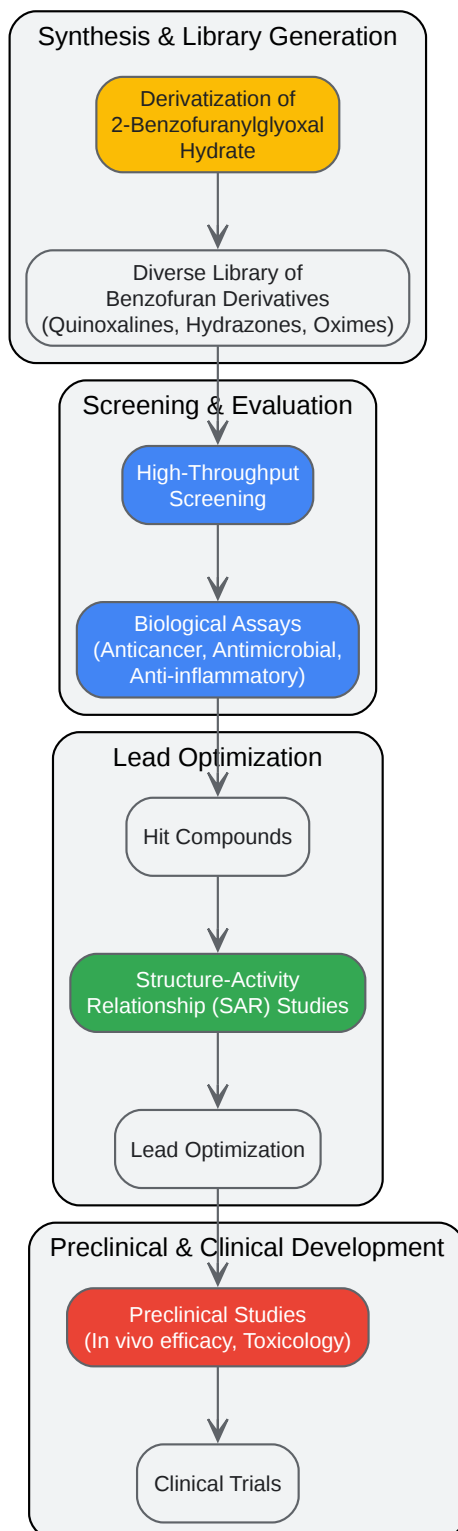 Synthesis & Library Generation
Derivatization of
2-Benzofuranylglyoxal
Hydrate
Diverse Library of
Benzofuran Derivatives
(Quinoxalines, Hydrazones, Oximes)
Screening & Evaluation
High-Throughput
Screening
Biological Assays
(Anticancer, Antimicrobial,
Anti-inflammatory)
Lead Optimization
Hit Compounds
Structure-Activity
Relationship (SAR) Studies
Lead Optimization
Preclinical & Clinical Development
Preclinical Studies
(In vivo efficacy, Toxicology)
Clinical Trials